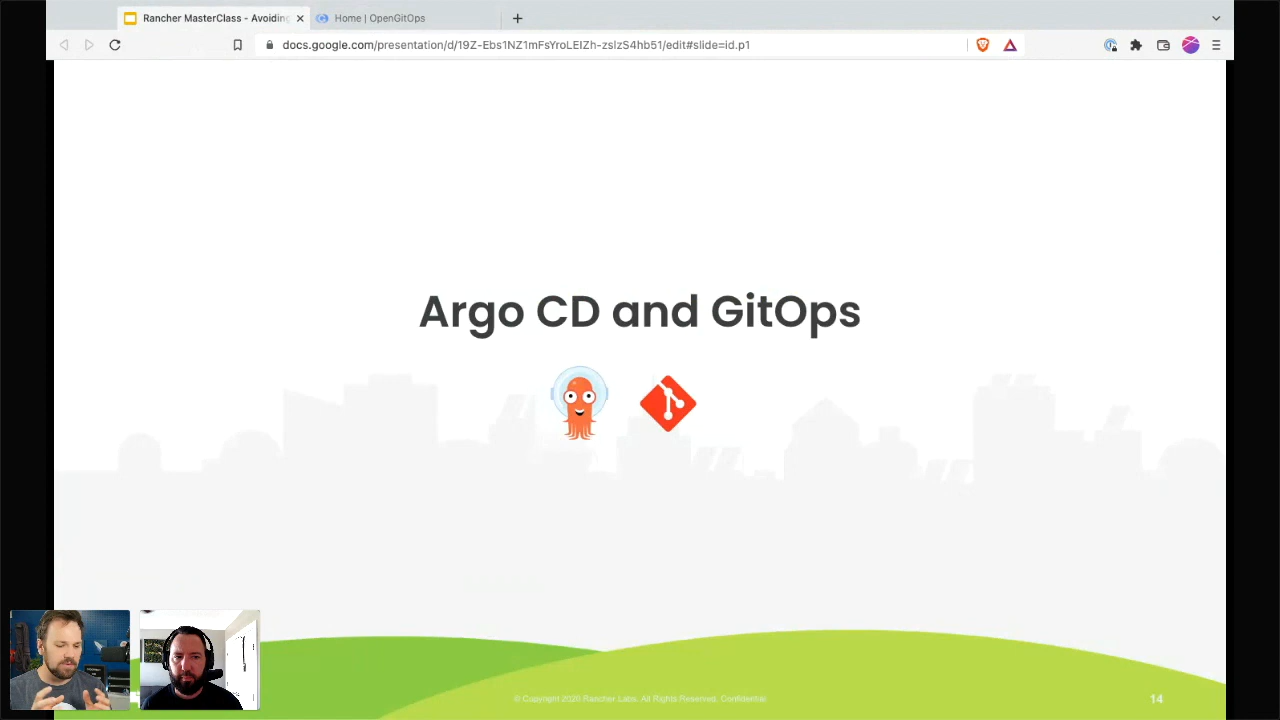 Rancher MasterClass - Avoiding
Home | OpenGitOps
docs.google.com/presentation/d/19Z-Ebs1NZ1mFsYroLEIZh-zslzS4hb51/edit#slide=id.p1
Argo CD and GitOps
© Copyright 2020 Rancher Labs. All Rights Reserved. Confidential
14